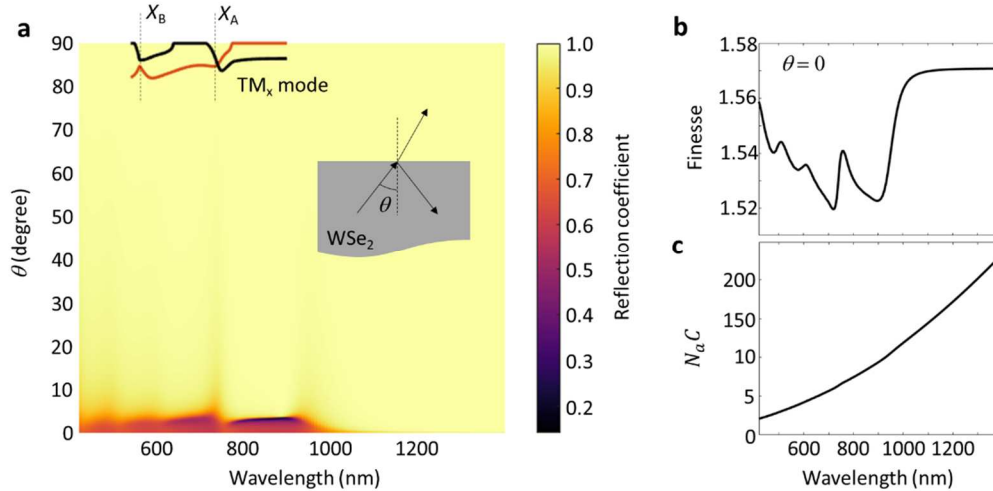 a
X_B
X_A
90
80
70
60
50
40
30
20
10
0
θ (degree)
TM_x mode
θ
WSe_2
600
800
1000
1200
Wavelength (nm)
1.0
0.9
0.8
0.7
0.6
0.5
0.4
0.3
0.2
Reflection coefficient
b
1.58
1.56
1.54
1.52
Finesse
θ = 0
c
200
150
10
5
0
N_aC
600
800
1000
1200
Wavelength (nm)